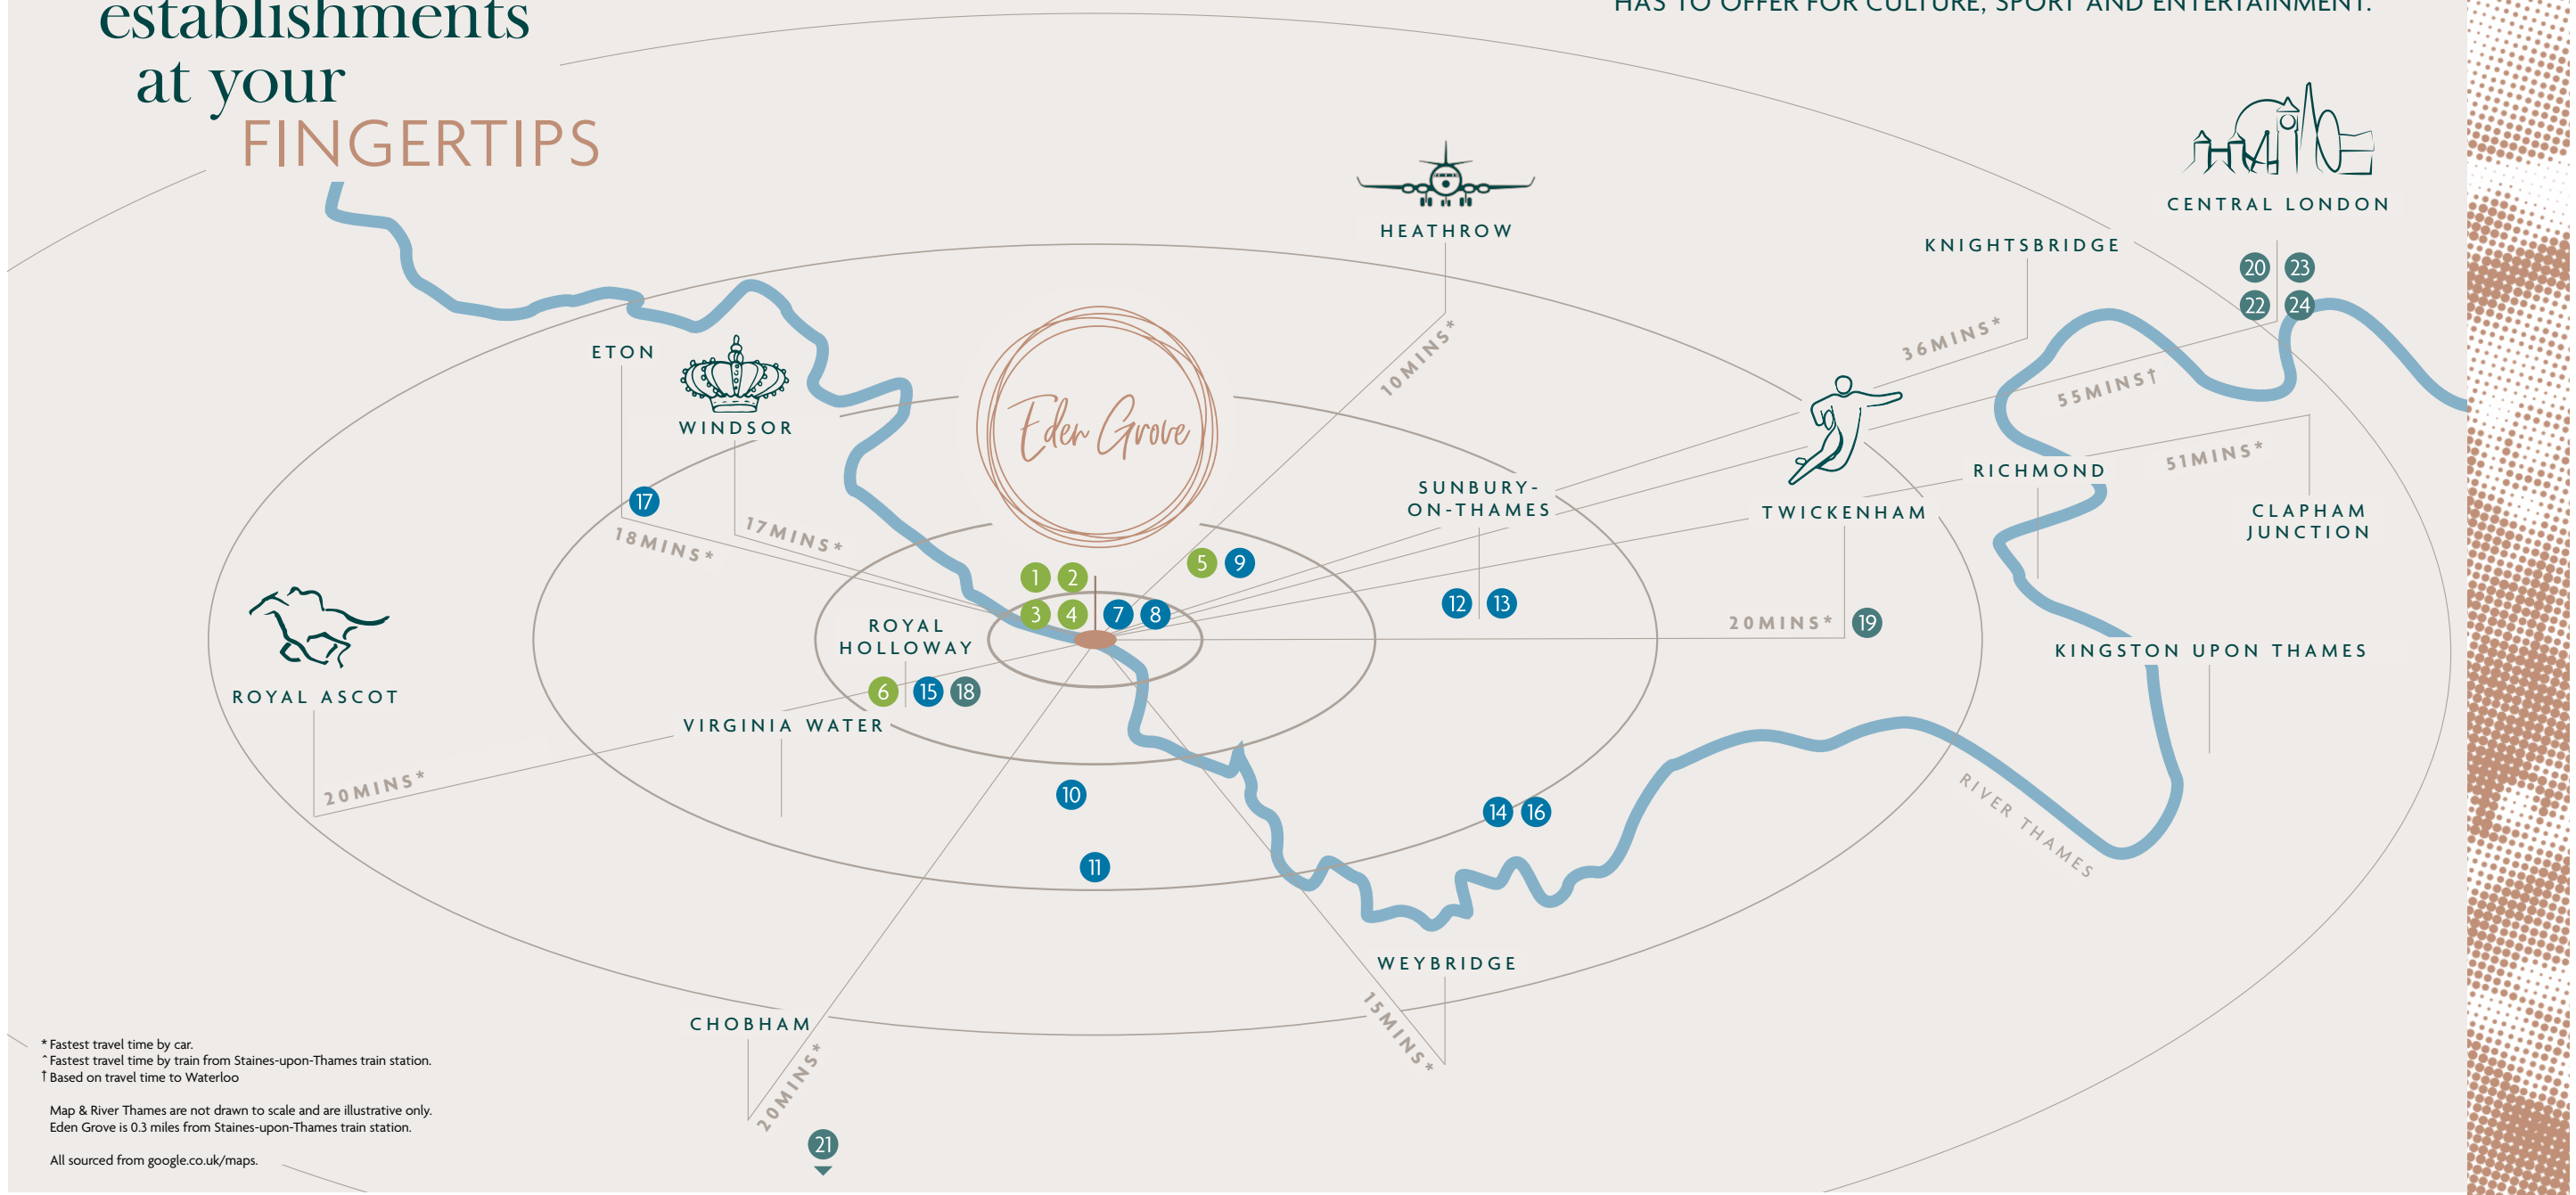 establishments
at your
FINGERTIPS
HAS TO OFFER FOR CULTURE, SPORT AND ENTERTAINMENT.
CENTRAL LONDON
HEATHROW
KNIGHTSBRIDGE
20 23
22 24
10MINS*
36MINS*
55MINS†
ETON
WINDSOR
Eden Grove
RICHMOND
51MINS*
SUNBURY-
ON-THAMES
TWICKENHAM
CLAPHAM
JUNCTION
17
18MINS*
17MINS*
5 9
1 2
3 4 7 8
12 13
20MINS* 19
ROYAL
HOLLOWAY
KINGSTON UPON THAMES
6 15 18
ROYAL ASCOT
VIRGINIA WATER
20MINS*
10
14 16
RIVER THAMES
11
WEYBRIDGE
15MINS*
CHOBHAM
20MINS*
21
* Fastest travel time by car.
ˆ Fastest travel time by train from Staines-upon-Thames train station.
† Based on travel time to Waterloo
Map & River Thames are not drawn to scale and are illustrative only.
Eden Grove is 0.3 miles from Staines-upon-Thames train station.
All sourced from google.co.uk/maps.